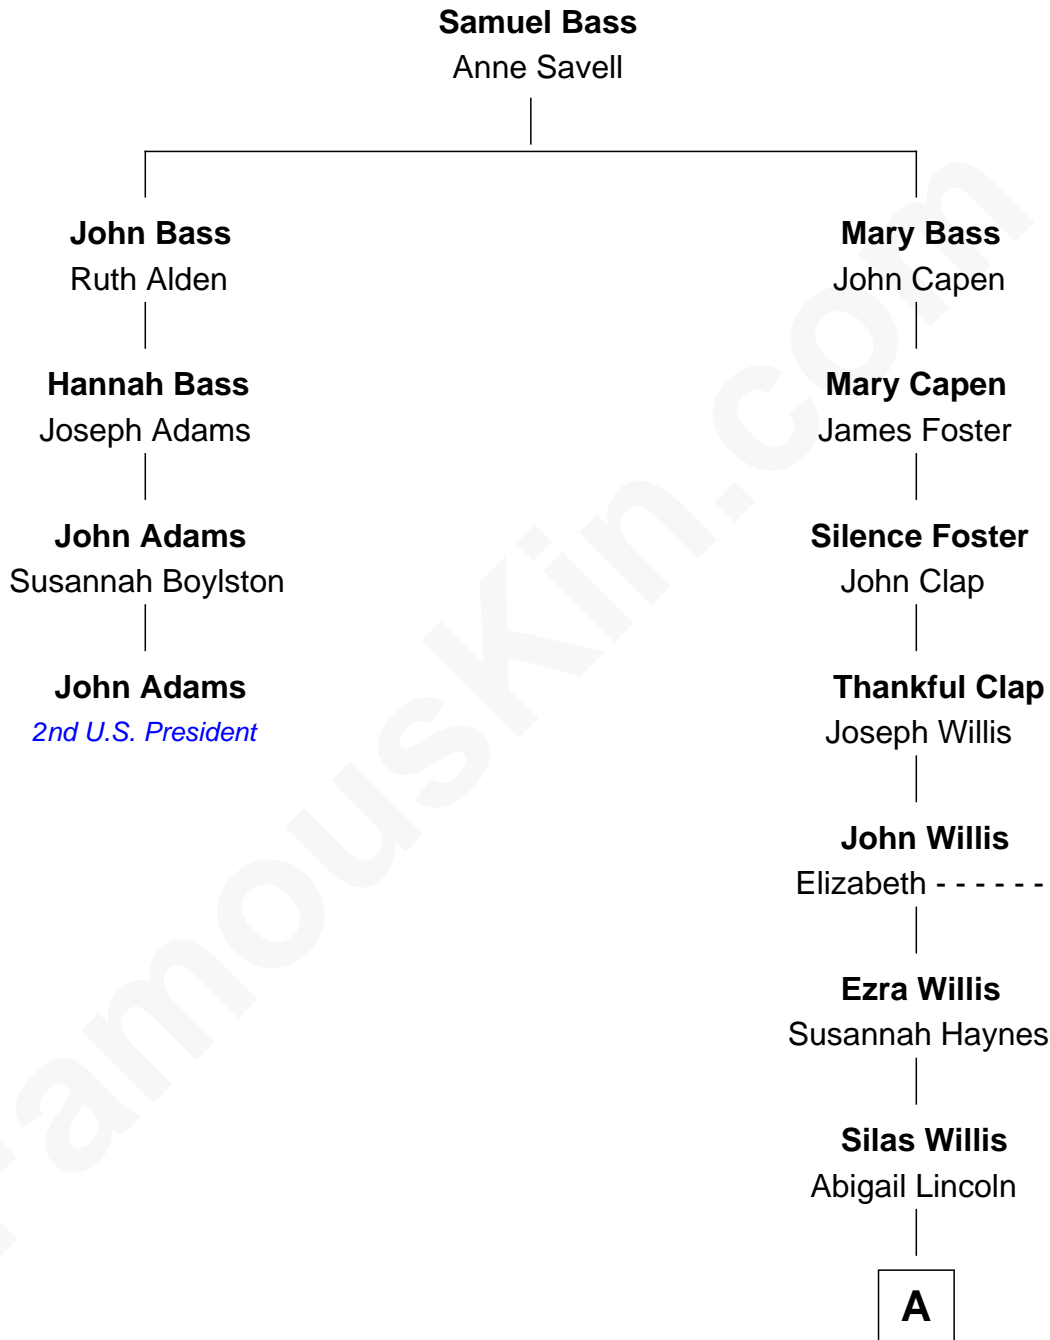 Samuel Bass
Anne Savell
John Bass
Ruth Alden
Mary Bass
John Capen
Hannah Bass
Joseph Adams
Mary Capen
James Foster
John Adams
Susannah Boylston
Silence Foster
John Clap
John Adams
2nd U.S. President
Thankful Clap
Joseph Willis
John Willis
Elizabeth - - - - - -
Ezra Willis
Susannah Haynes
Silas Willis
Abigail Lincoln
A
FamousKin.com